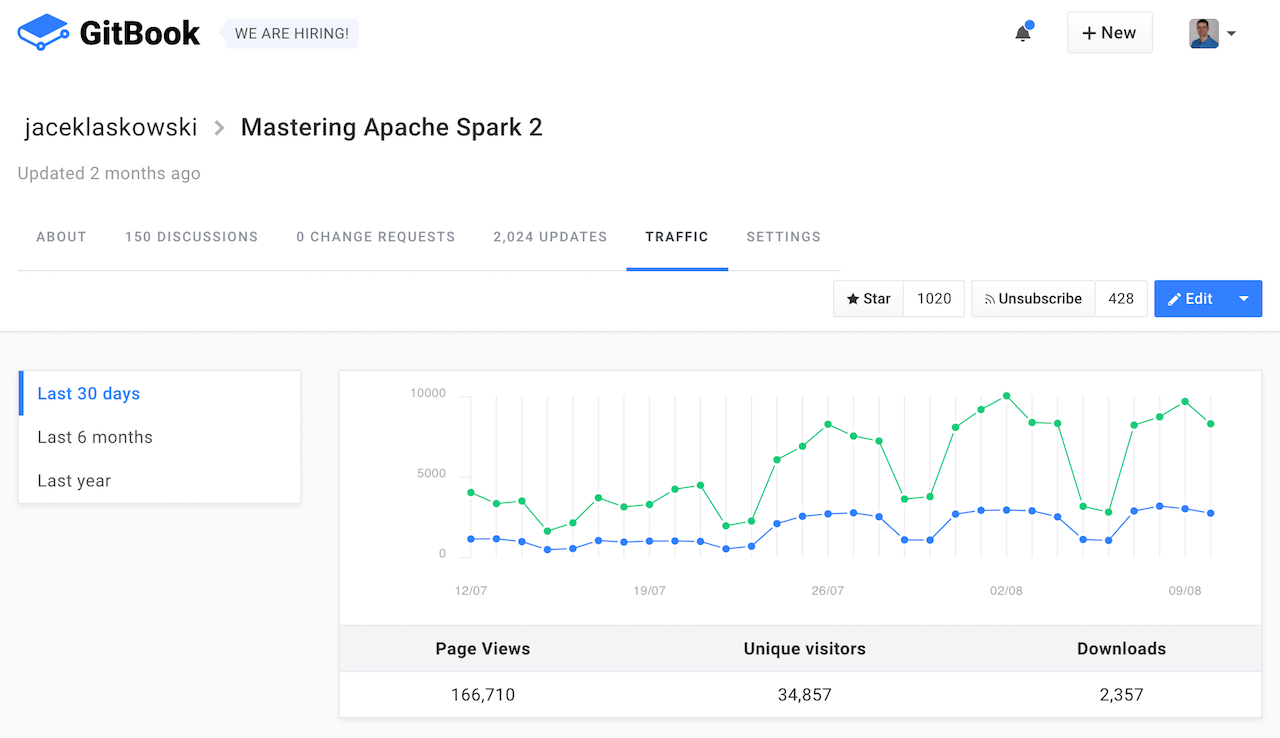 GitBook WE ARE HIRING! + New
jaceklaskowski > Mastering Apache Spark 2
Updated 2 months ago
ABOUT 150 DISCUSSIONS 0 CHANGE REQUESTS 2,024 UPDATES TRAFFIC SETTINGS
Star 1020 Unsubscribe 428 Edit
Last 30 days
Last 6 months
Last year
10000
5000
0
12/07 19/07 26/07 02/08 09/08
Page Views Unique visitors Downloads
166,710 34,857 2,357